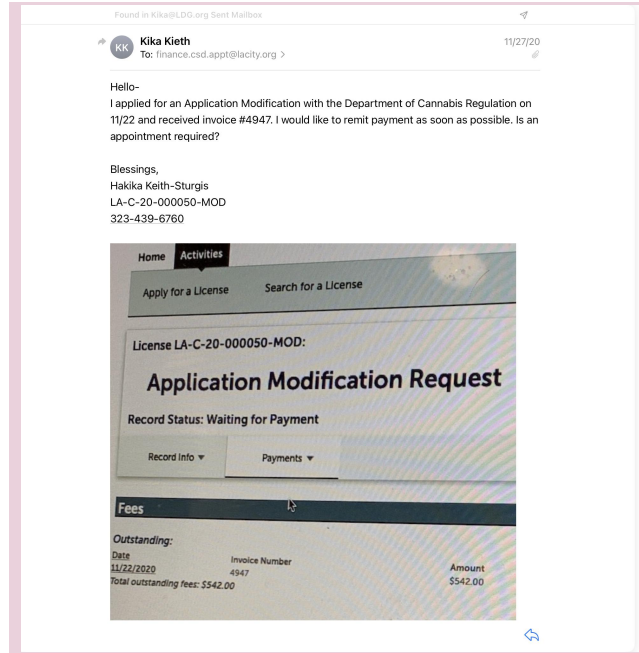 Found in Kika@LDG.org Sent Mailbox
KK
Kika Kieth
11/27/20
To: finance.csd.appt@lacity.org >
Hello-
I applied for an Application Modification with the Department of Cannabis Regulation on
11/22 and received invoice #4947. I would like to remit payment as soon as possible. Is an
appointment required?
Blessings,
Hakika Keith-Sturgis
LA-C-20-000050-MOD
323-439-6760
Home Activities
Apply for a License Search for a License
License LA-C-20-000050-MOD:
Application Modification Request
Record Status: Waiting for Payment
Record Info Payments
Fees
Outstanding:
Date Invoice Number Amount
11/22/2020 4947 $542.00
Total outstanding fees: $542.00